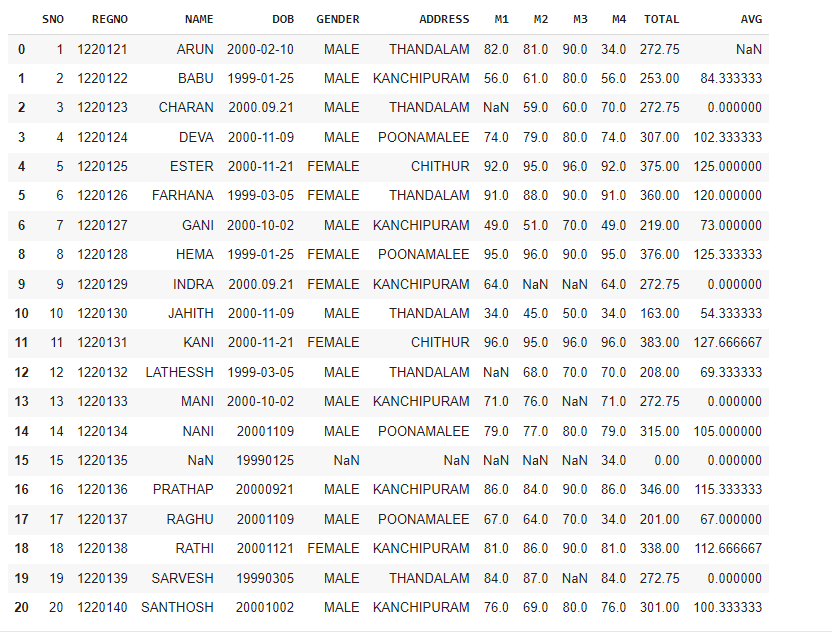 SNO REGNO NAME DOB GENDER ADDRESS M1 M2 M3 M4 TOTAL AVG
0 1 1220121 ARUN 2000-02-10 MALE THANDALAM 82.0 81.0 90.0 34.0 272.75 NaN
1 2 1220122 BABU 1999-01-25 MALE KANCHIPURAM 56.0 61.0 80.0 56.0 253.00 84.333333
2 3 1220123 CHARAN 2000.09.21 MALE THANDALAM NaN 59.0 60.0 70.0 272.75 0.000000
3 4 1220124 DEVA 2000-11-09 MALE POONAMALEE 74.0 79.0 80.0 74.0 307.00 102.333333
4 5 1220125 ESTER 2000-11-21 FEMALE CHITHUR 92.0 95.0 96.0 92.0 375.00 125.000000
5 6 1220126 FARHANA 1999-03-05 FEMALE THANDALAM 91.0 88.0 90.0 91.0 360.00 120.000000
6 7 1220127 GANI 2000-10-02 MALE KANCHIPURAM 49.0 51.0 70.0 49.0 219.00 73.000000
8 8 1220128 HEMA 1999-01-25 FEMALE POONAMALEE 95.0 96.0 90.0 95.0 376.00 125.333333
9 9 1220129 INDRA 2000.09.21 FEMALE KANCHIPURAM 64.0 NaN NaN 64.0 272.75 0.000000
10 10 1220130 JAHITH 2000-11-09 MALE THANDALAM 34.0 45.0 50.0 34.0 163.00 54.333333
11 11 1220131 KANI 2000-11-21 FEMALE CHITHUR 96.0 95.0 96.0 96.0 383.00 127.666667
12 12 1220132 LATHESSH 1999-03-05 MALE THANDALAM NaN 68.0 70.0 70.0 208.00 69.333333
13 13 1220133 MANI 2000-10-02 MALE KANCHIPURAM 71.0 76.0 NaN 71.0 272.75 0.000000
14 14 1220134 NANI 20001109 MALE POONAMALEE 79.0 77.0 80.0 79.0 315.00 105.000000
15 15 1220135 NaN 19990125 NaN NaN NaN NaN NaN 34.0 0.00 0.000000
16 16 1220136 PRATHAP 20000921 MALE KANCHIPURAM 86.0 84.0 90.0 86.0 346.00 115.333333
17 17 1220137 RAGHU 20001109 MALE POONAMALEE 67.0 64.0 70.0 34.0 201.00 67.000000
18 18 1220138 RATHI 20001121 FEMALE KANCHIPURAM 81.0 86.0 90.0 81.0 338.00 112.666667
19 19 1220139 SARVESH 19990305 MALE THANDALAM 84.0 87.0 NaN 84.0 272.75 0.000000
20 20 1220140 SANTHOSH 20001002 MALE KANCHIPURAM 76.0 69.0 80.0 76.0 301.00 100.333333